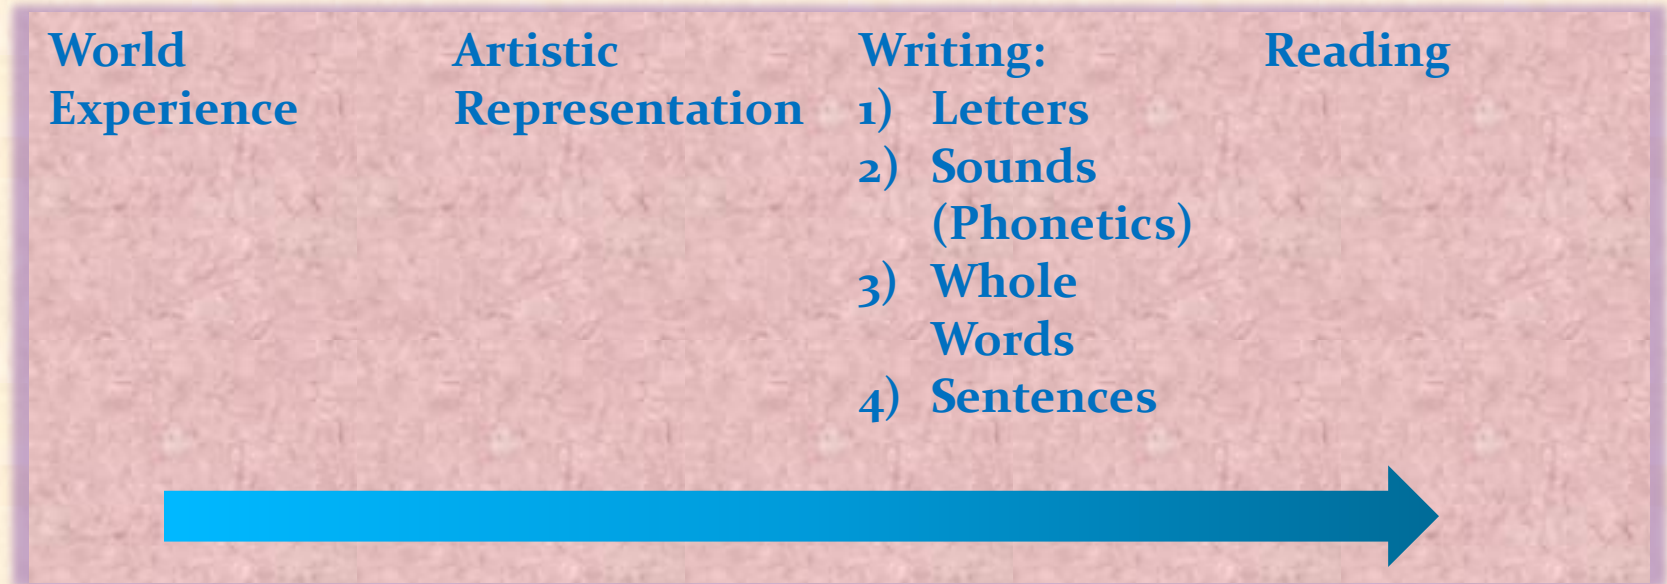 World
Experience
Artistic
Representation
Writing:
1) Letters
2) Sounds
(Phonetics)
3) Whole
Words
4) Sentences
Reading